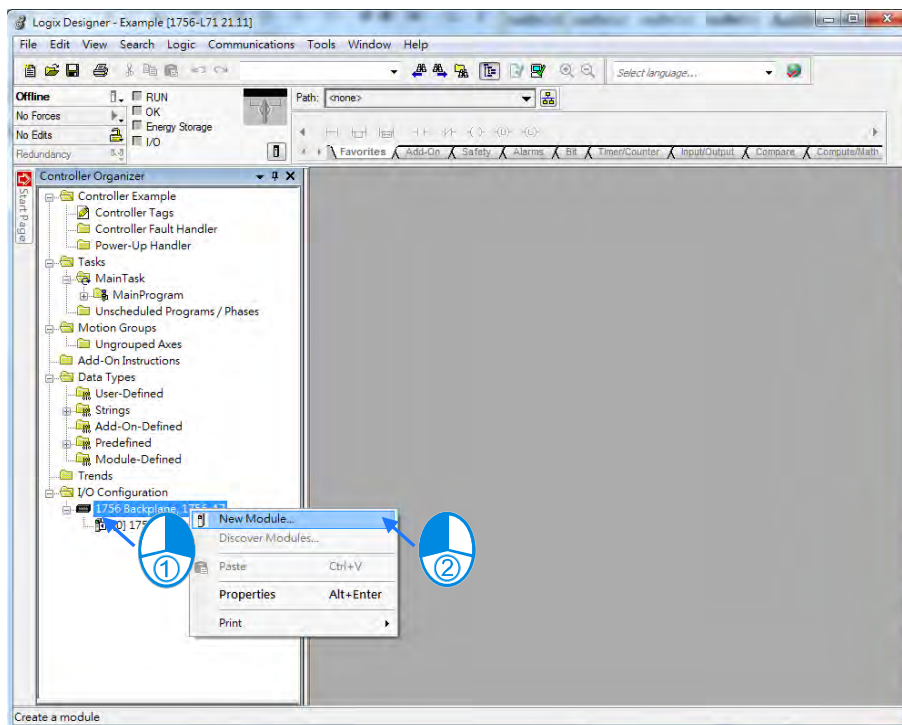 Logix Designer - Example [1756-L71 21.11]
File Edit View Search Logic Communications Tools Window Help
Select language...
Offline
RUN
Path: <none>
No Forces
OK
No Edits
Energy Storage
I/O
Redundancy
Favorites Add-On Safety Alarms Bit Timer/Counter Input/Output Compare Compute/Math
Start Page
Controller Organizer
Controller Example
Controller Tags
Controller Fault Handler
Power-Up Handler
Tasks
MainTask
MainProgram
Unscheduled Programs / Phases
Motion Groups
Ungrouped Axes
Add-On Instructions
Data Types
User-Defined
Strings
Add-On-Defined
Predefined
Module-Defined
Trends
I/O Configuration
1756 Backplane, 1756-A7
New Module...
Discover Modules...
Paste Ctrl+V
Properties Alt+Enter
Print
①
②
Create a module